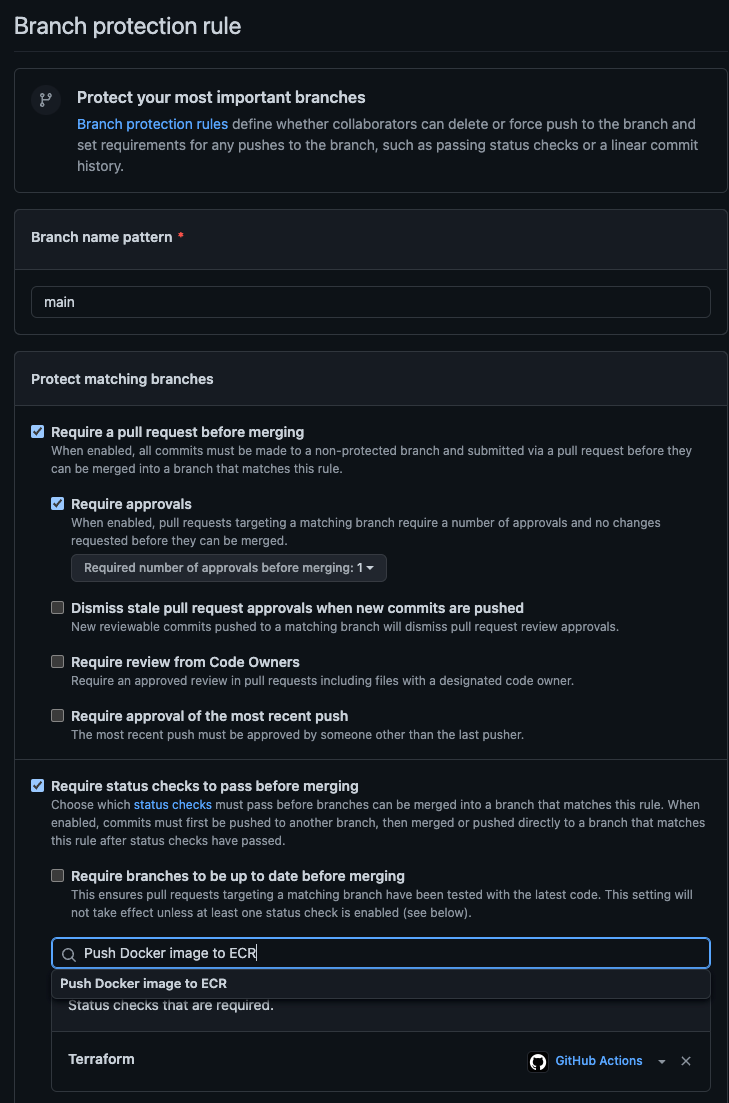 Branch protection rule
Protect your most important branches
Branch protection rules define whether collaborators can delete or force push to the branch and
set requirements for any pushes to the branch, such as passing status checks or a linear commit
history.
Branch name pattern *
main
Protect matching branches
Require a pull request before merging
When enabled, all commits must be made to a non-protected branch and submitted via a pull request before they
can be merged into a branch that matches this rule.
Require approvals
When enabled, pull requests targeting a matching branch require a number of approvals and no changes
requested before they can be merged.
Required number of approvals before merging: 1
Dismiss stale pull request approvals when new commits are pushed
New reviewable commits pushed to a matching branch will dismiss pull request review approvals.
Require review from Code Owners
Require an approved review in pull requests including files with a designated code owner.
Require approval of the most recent push
The most recent push must be approved by someone other than the last pusher.
Require status checks to pass before merging
Choose which status checks must pass before branches can be merged into a branch that matches this rule. When
enabled, commits must first be pushed to another branch, then merged or pushed directly to a branch that matches
this rule after status checks have passed.
Require branches to be up to date before merging
This ensures pull requests targeting a matching branch have been tested with the latest code. This setting will
not take effect unless at least one status check is enabled (see below).
Push Docker image to ECR
Push Docker image to ECR
Status checks that are required.
Terraform GitHub Actions